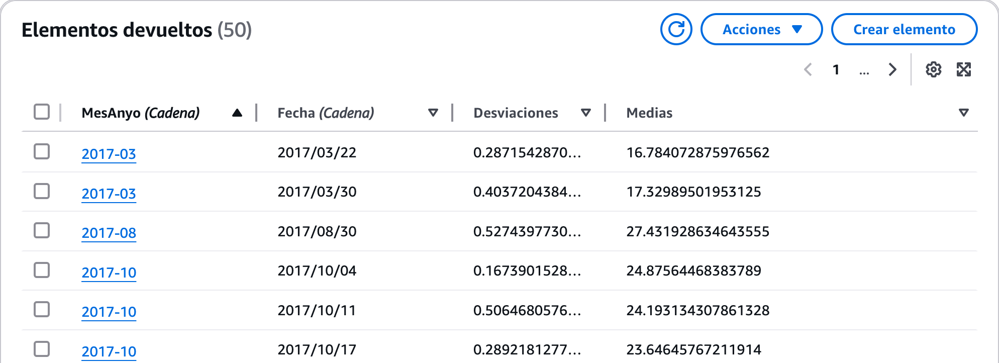 Elementos devueltos (50)
Acciones
Crear elemento
1 ...
MesAnyo (Cadena) Fecha (Cadena) Desviaciones Medias
2017-03 2017/03/22 0.2871542870... 16.784072875976562
2017-03 2017/03/30 0.4037204384... 17.32989501953125
2017-08 2017/08/30 0.5274397730... 27.431928634643555
2017-10 2017/10/04 0.1673901528... 24.87564468383789
2017-10 2017/10/11 0.5064680576... 24.193134307861328
2017-10 2017/10/17 0.2892181277... 23.64645767211914